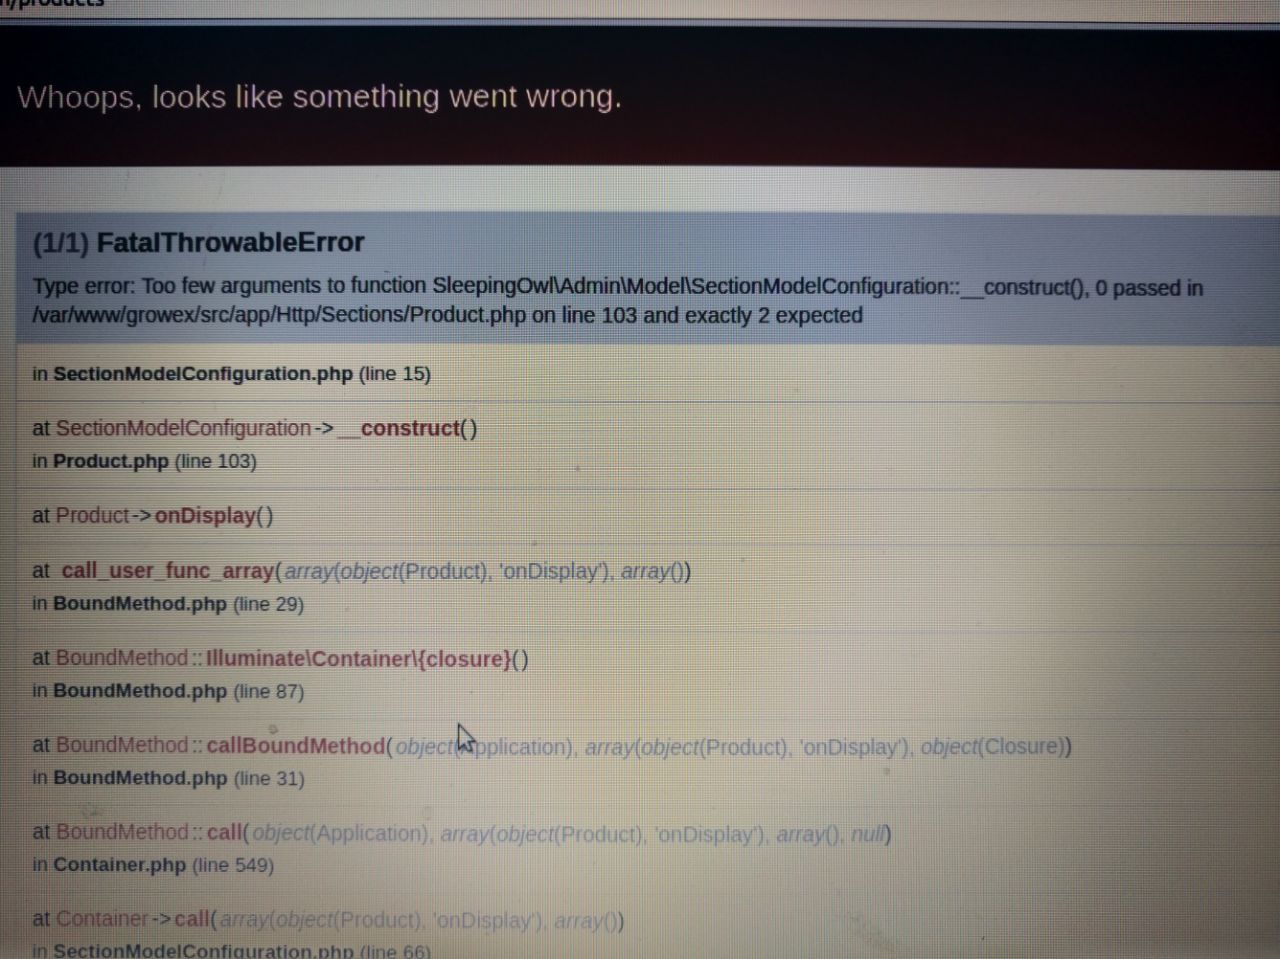 n/products
Whoops, looks like something went wrong.
(1/1) FatalThrowableError
Type error: Too few arguments to function SleepingOwl\Admin\Model\SectionModelConfiguration::__construct(), 0 passed in
/var/www/growex/src/app/Http/Sections/Product.php on line 103 and exactly 2 expected
in SectionModelConfiguration.php (line 15)
at SectionModelConfiguration->__construct()
in Product.php (line 103)
at Product->onDisplay()
at call_user_func_array(array(object(Product), 'onDisplay'), array())
in BoundMethod.php (line 29)
at BoundMethod::Illuminate\Container\{closure}()
in BoundMethod.php (line 87)
at BoundMethod::callBoundMethod(object(Application), array(object(Product), 'onDisplay'), object(Closure))
in BoundMethod.php (line 31)
at BoundMethod::call(object(Application), array(object(Product), 'onDisplay'), array(), null)
in Container.php (line 549)
at Container->call(array(object(Product), 'onDisplay'), array())
in SectionModelConfiguration.php (line 66)